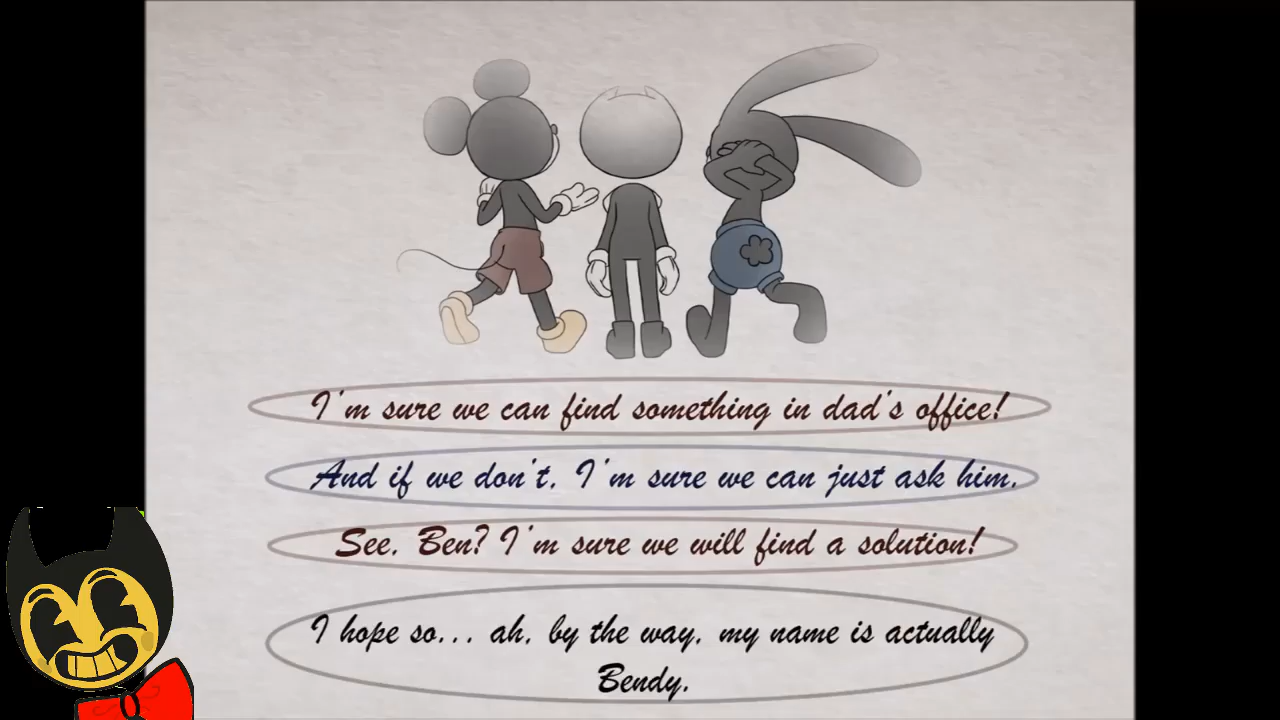 I'm sure we can find something in dad's office!
And if we don't, I'm sure we can just ask him.
See, Ben? I'm sure we will find a solution!
I hope so... ah, by the way, my name is actually
Bendy.